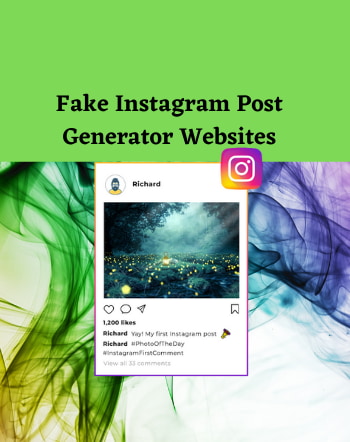 Fake Instagram Post
Generator Websites
Richard
1,200 likes
Richard Yay! My first Instagram post
Richard #PhotoOfTheDay
#InstagramFirstComment
View all 33 comments